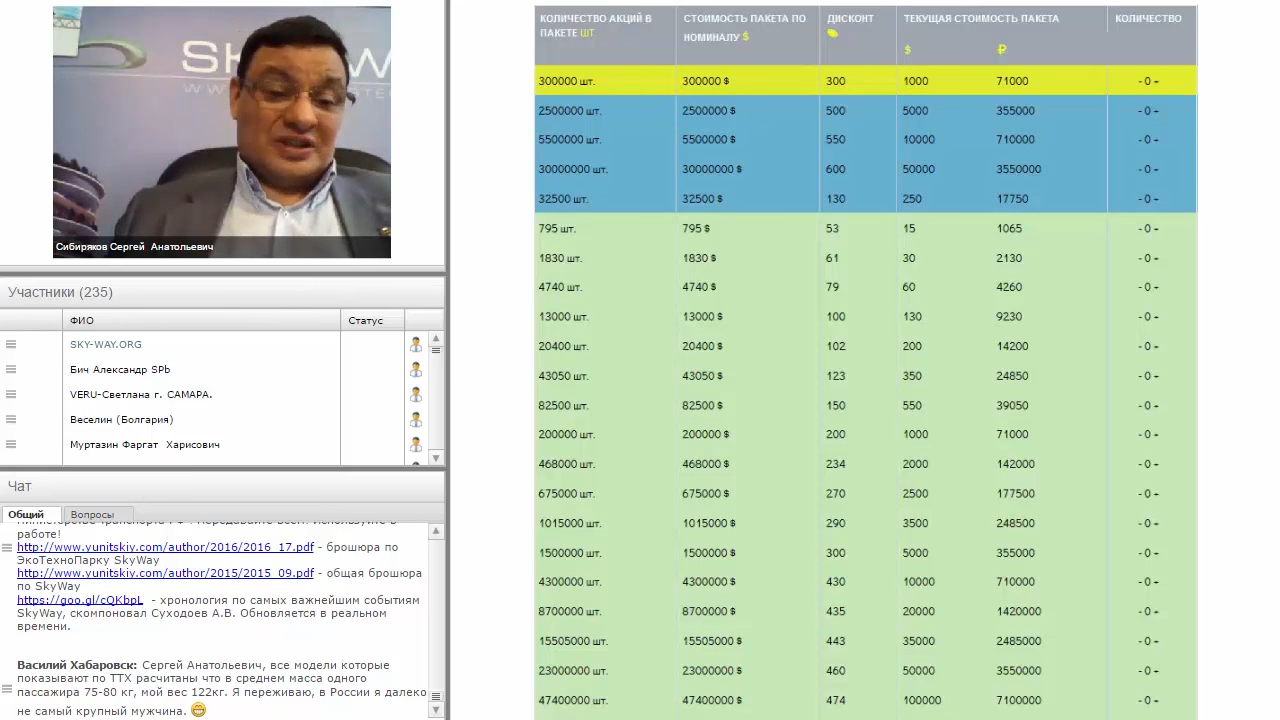 SK W
Сибиряков Сергей Анатольевич
Участники (235)
ФИО Статус
SKY-WAY.ORG
Бич Александр SPb
VERU-Светлана г. САМАРА.
Веселин (Болгария)
Муртазин Фаргат Харисович
Чат
Общий Вопросы
работе!
http://www.yunitskiy.com/author/2016/2016_17.pdf - брошюра по
ЭкоТехноПарку SkyWay
http://www.yunitskiy.com/author/2015/2015_09.pdf - общая брошюра
по SkyWay
https://goo.gl/cQKbpL - хронология по самых важнейшим событиям
SkyWay, скомпоновал Суходоев А.В. Обновляется в реальном
времени.
Василий Хабаровск: Сергей Анатольевич, все модели которые
показывают по ТТХ расчитаны что в среднем масса одного
пассажира 75-80 кг, мой вес 122кг. Я переживаю, в России я далеко
не самый крупный мужчина.
КОЛИЧЕСТВО АКЦИЙ В СТОИМОСТЬ ПАКЕТА ПО ДИСКОНТ ТЕКУЩАЯ СТОИМОСТЬ ПАКЕТА КОЛИЧЕСТВО
ПАКЕТЕ ШТ НОМИНАЛУ $
$ ₽
300000 шт. 300000 $ 300 1000 71000 - 0 +
2500000 шт. 2500000 $ 500 5000 355000 - 0 +
5500000 шт. 5500000 $ 550 10000 710000 - 0 +
30000000 шт. 30000000 $ 600 50000 3550000 - 0 +
32500 шт. 32500 $ 130 250 17750 - 0 +
795 шт. 795 $ 53 15 1065 - 0 +
1830 шт. 1830 $ 61 30 2130 - 0 +
4740 шт. 4740 $ 79 60 4260 - 0 +
13000 шт. 13000 $ 100 130 9230 - 0 +
20400 шт. 20400 $ 102 200 14200 - 0 +
43050 шт. 43050 $ 123 350 24850 - 0 +
82500 шт. 82500 $ 150 550 39050 - 0 +
200000 шт. 200000 $ 200 1000 71000 - 0 +
468000 шт. 468000 $ 234 2000 142000 - 0 +
675000 шт. 675000 $ 270 2500 177500 - 0 +
1015000 шт. 1015000 $ 290 3500 248500 - 0 +
1500000 шт. 1500000 $ 300 5000 355000 - 0 +
4300000 шт. 4300000 $ 430 10000 710000 - 0 +
8700000 шт. 8700000 $ 435 20000 1420000 - 0 +
15505000 шт. 15505000 $ 443 35000 2485000 - 0 +
23000000 шт. 23000000 $ 460 50000 3550000 - 0 +
47400000 шт. 47400000 $ 474 100000 7100000 - 0 +